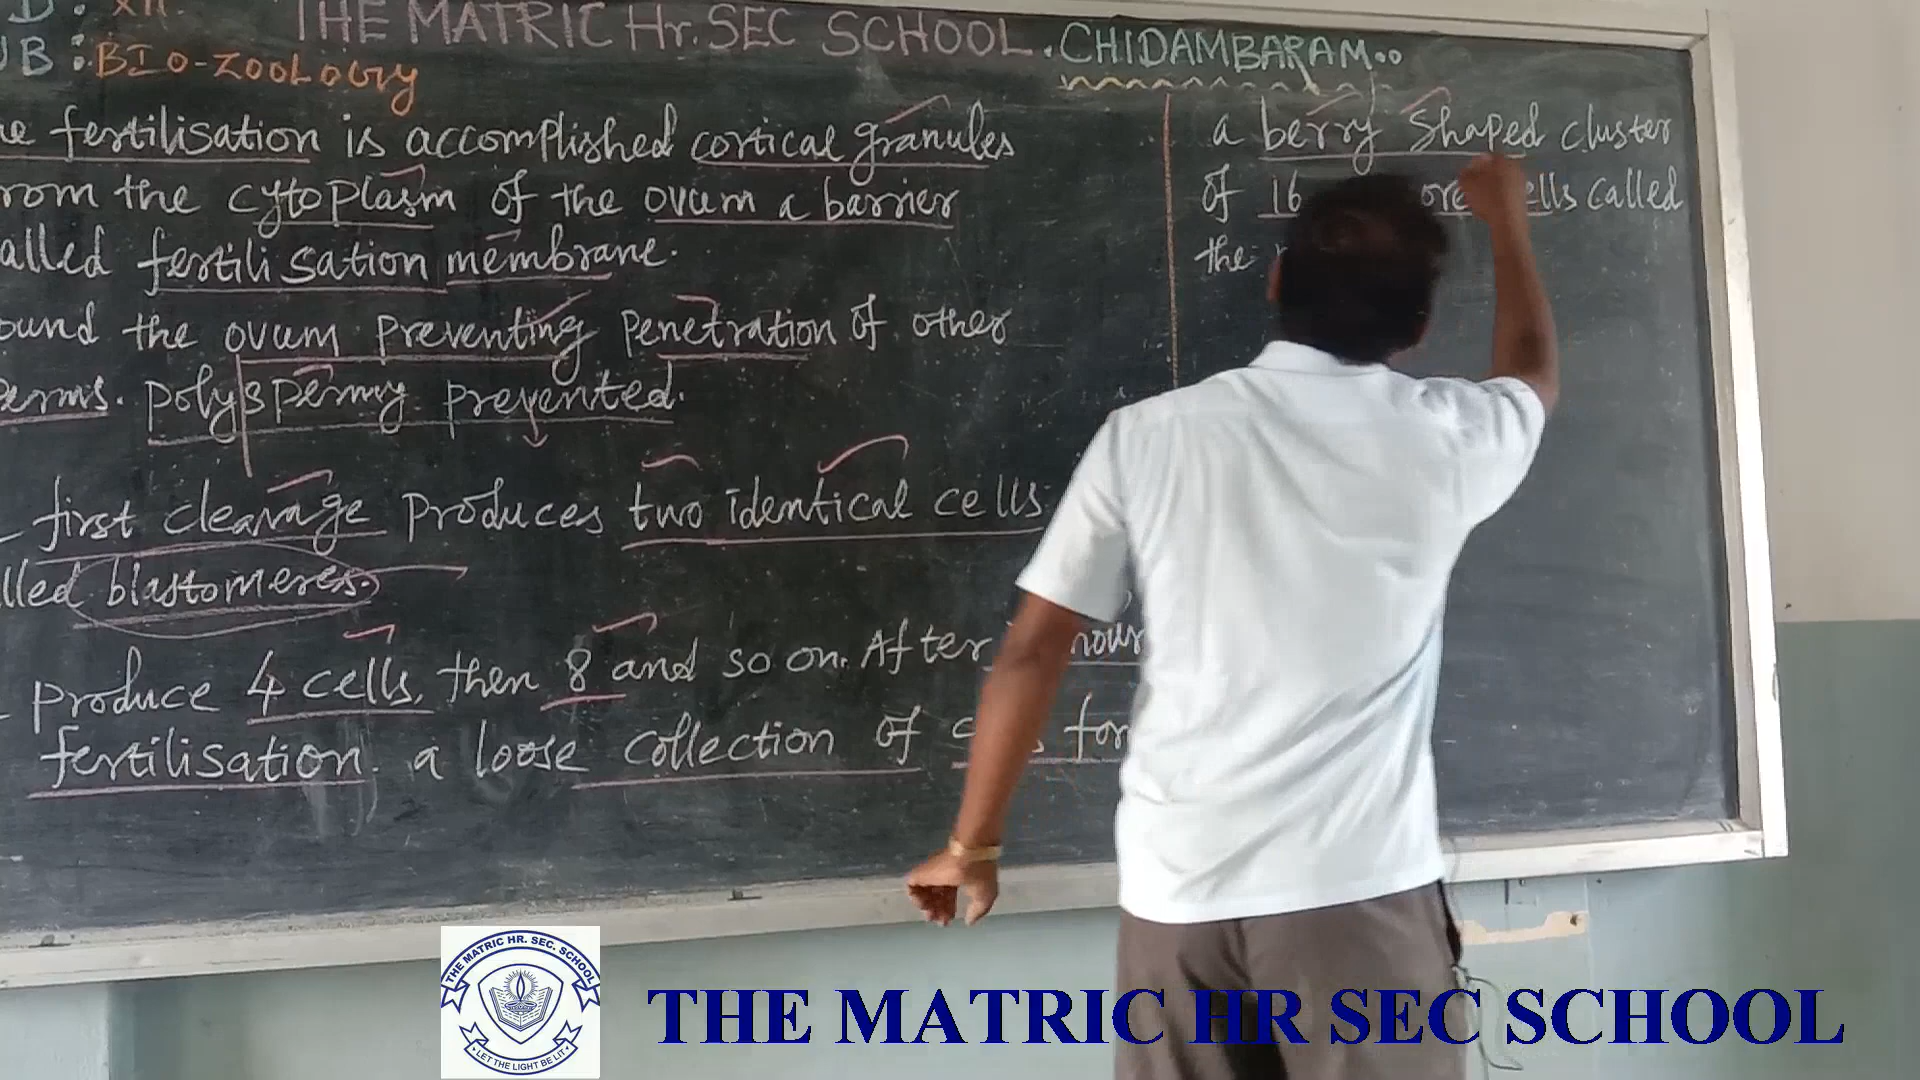 D: XII
THE MATRIC Hr. SEC SCHOOL. CHIDAMBARAM..
UB: BIO-ZOOLOGY
fertilisation is accomplished cortical granules
rom the cytoplasm of the ovum a barrier
alled fertilisation membrane.
ound the ovum preventing penetration of other
perms. polyspermy prevented.
first cleavage produces two identical cells
lled blastomeres.
produce 4 cells, then 8 and so on. After hour
fertilisation a loose collection of for
a berry shaped cluster
of 16 called
the
THE MATRIC HR. SEC. SCHOOL
LET THE LIGHT BE LIT
THE MATRIC HR SEC SCHOOL